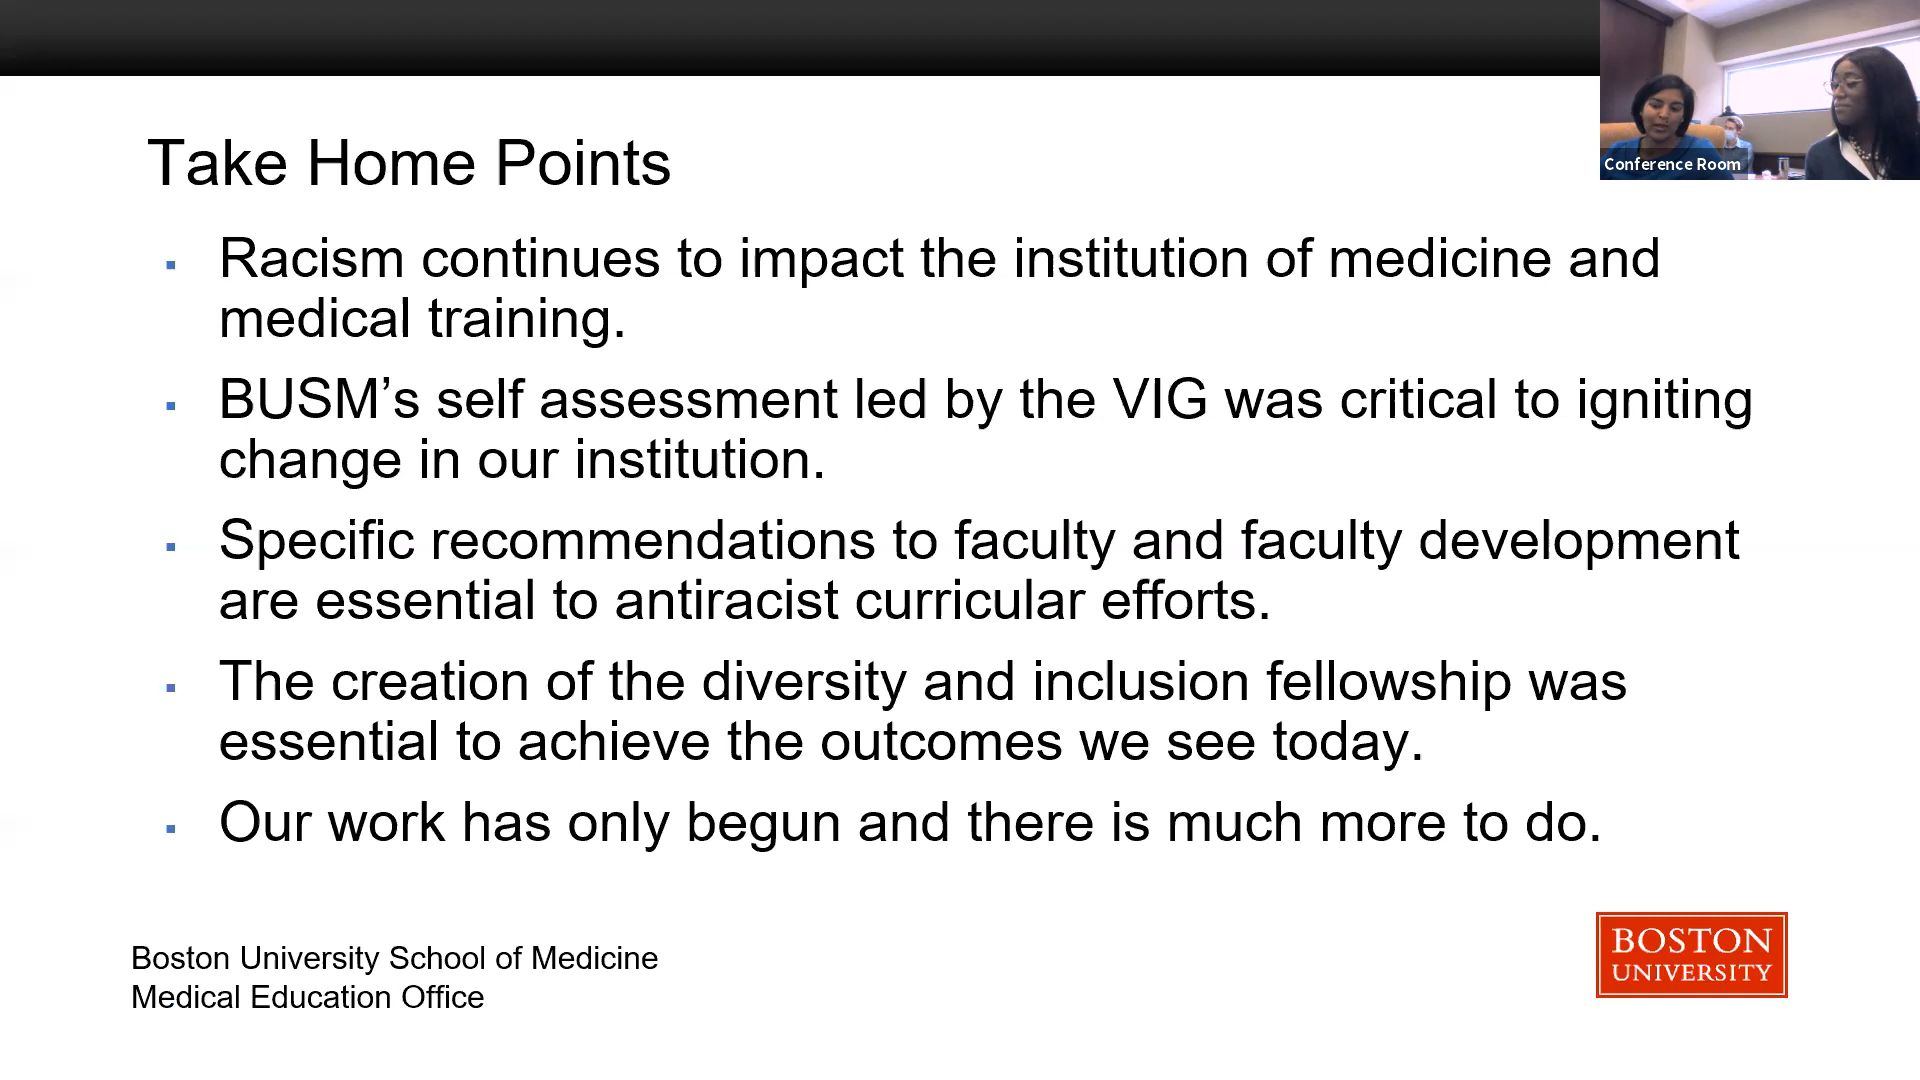 Take Home Points
Conference Room
▪ Racism continues to impact the institution of medicine and
medical training.
▪ BUSM’s self assessment led by the VIG was critical to igniting
change in our institution.
▪ Specific recommendations to faculty and faculty development
are essential to antiracist curricular efforts.
▪ The creation of the diversity and inclusion fellowship was
essential to achieve the outcomes we see today.
▪ Our work has only begun and there is much more to do.
Boston University School of Medicine
Medical Education Office
BOSTON
UNIVERSITY